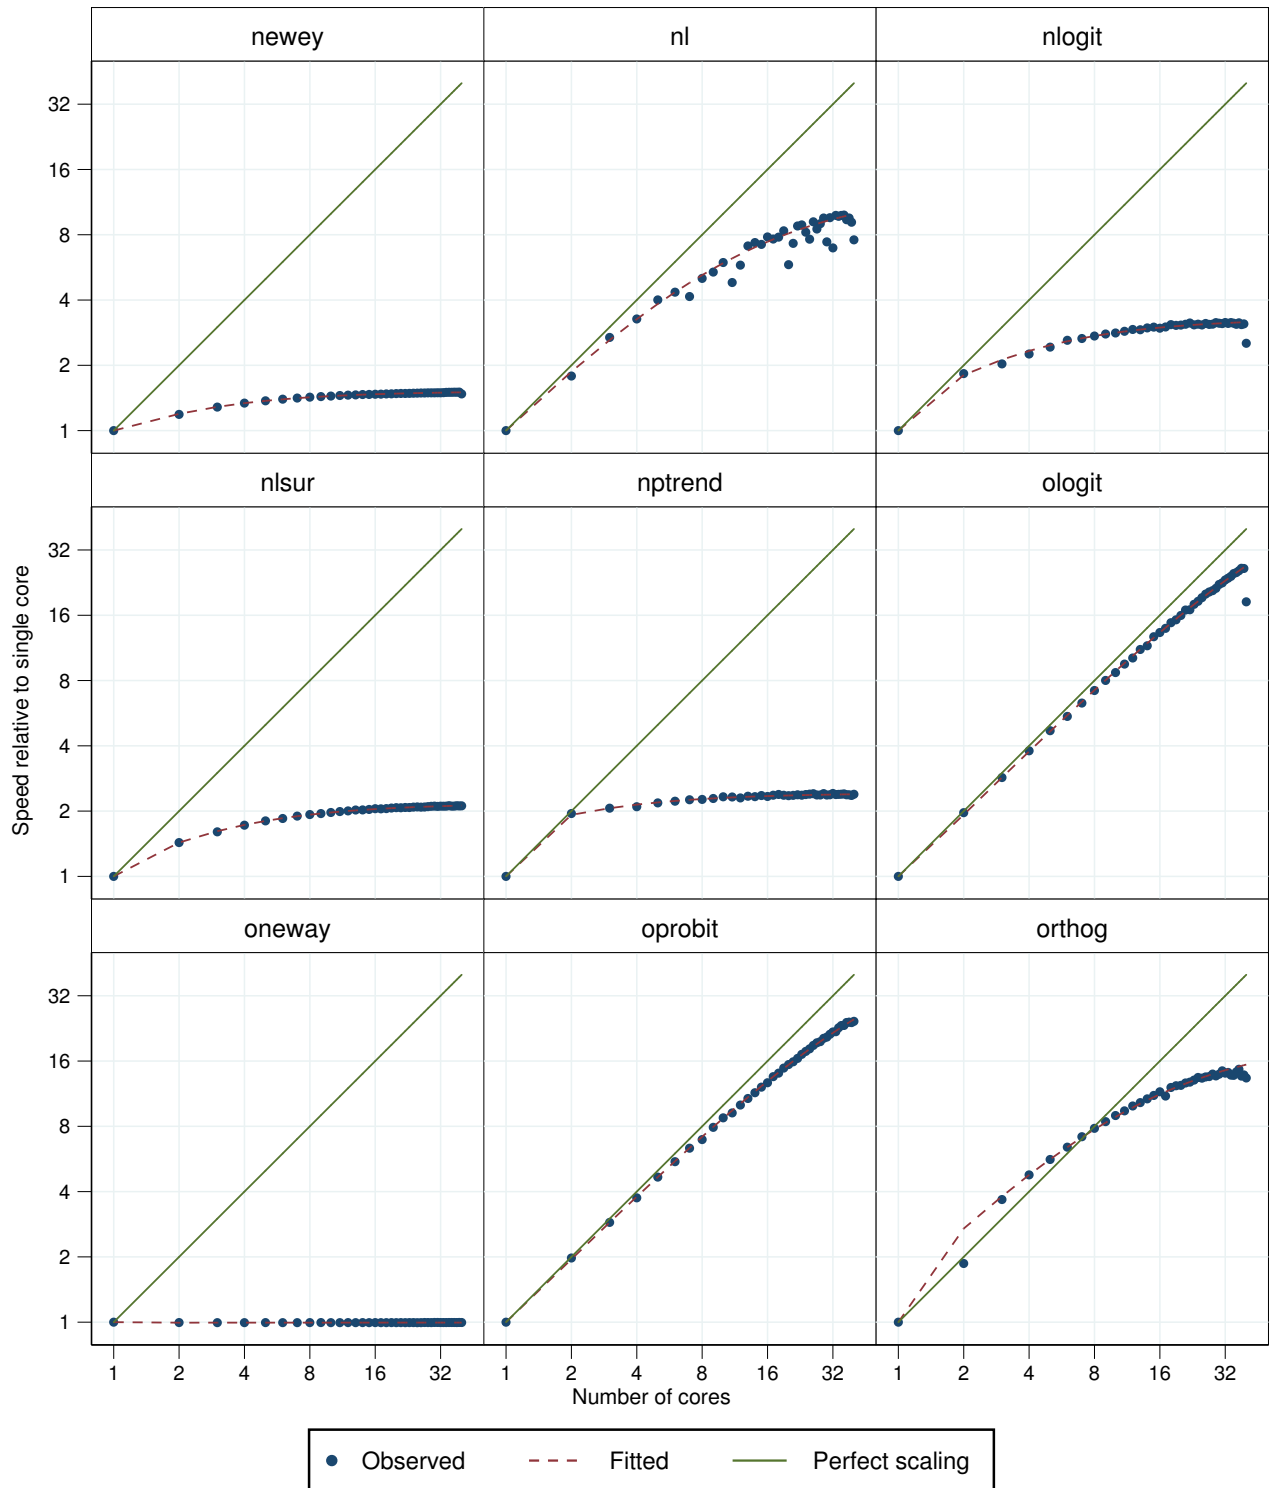 newey nl nlogit
32
16
8
4
2
1
nlsur nptrend ologit
32
16
8
4
2
1
oneway oprobit orthog
32
16
8
4
2
1
Speed relative to single core
1 2 4 8 16 32 1 2 4 8 16 32 1 2 4 8 16 32
Number of cores
Observed Fitted Perfect scaling